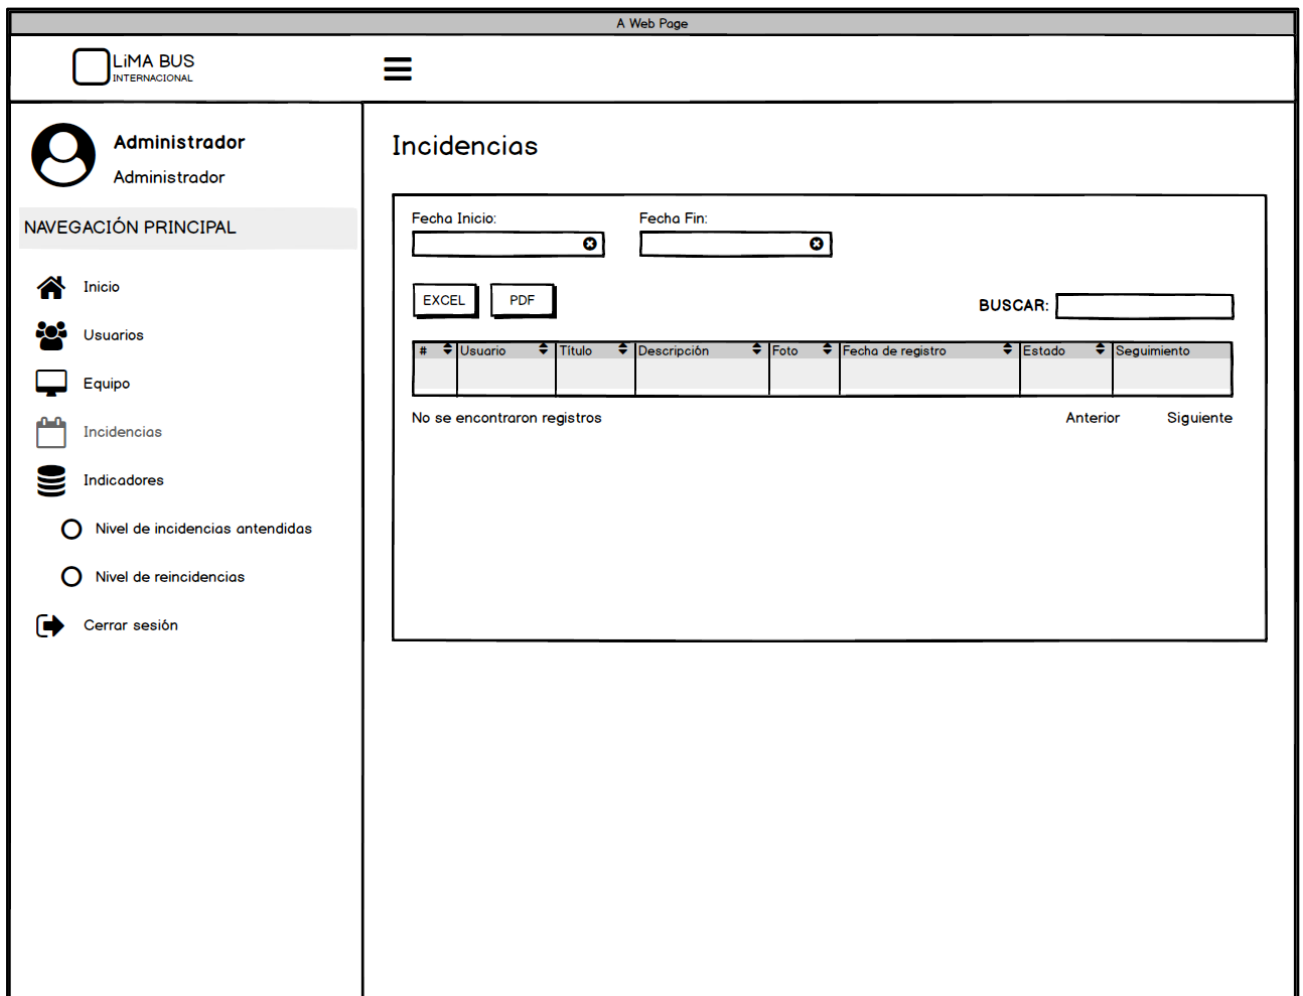 A Web Page
LiMA BUS
INTERNACIONAL
Administrador
Administrador
NAVEGACIÓN PRINCIPAL
Inicio
Usuarios
Equipo
Incidencias
Indicadores
Nivel de incidencias antendidas
Nivel de reincidencias
Cerrar sesión
Incidencias
Fecha Inicio: Fecha Fin:
EXCEL PDF BUSCAR:
# Usuario Título Descripción Foto Fecha de registro Estado Seguimiento
No se encontraron registros Anterior Siguiente